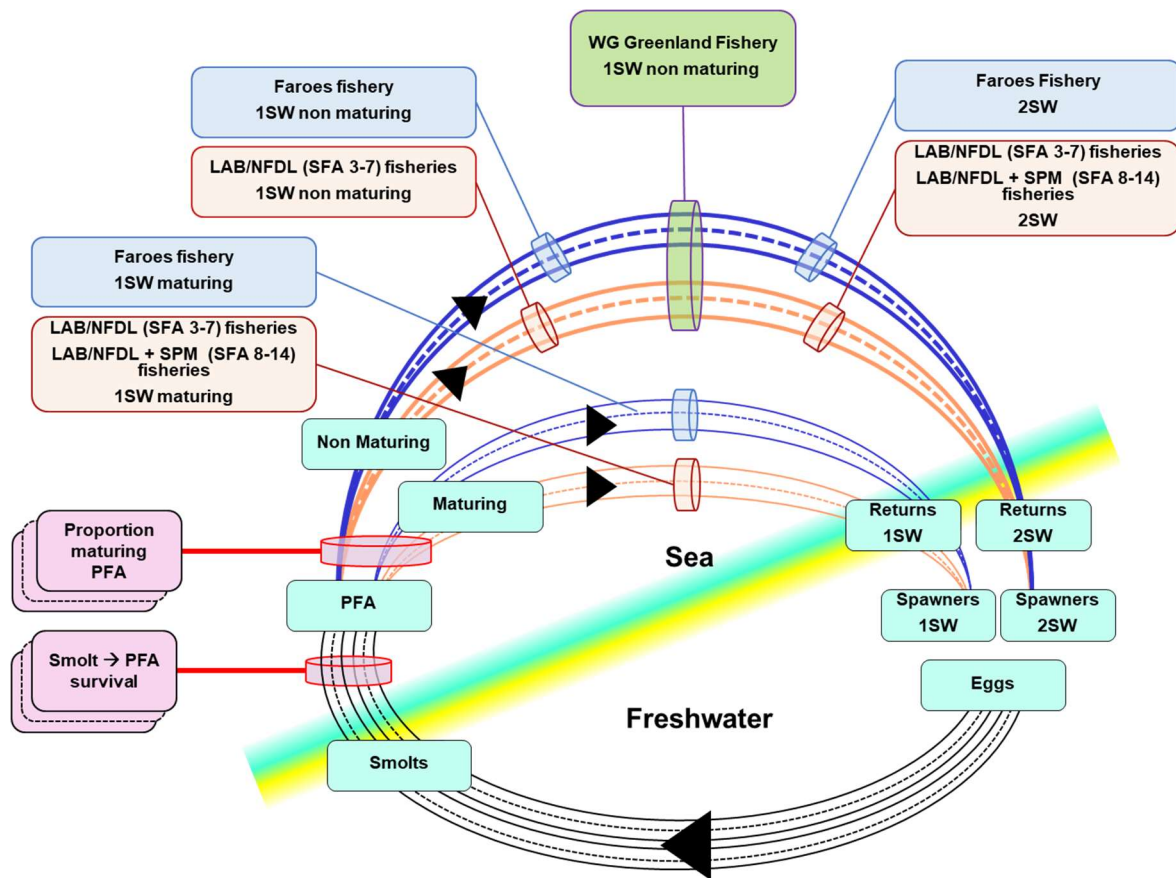 WG Greenland Fishery
1SW non maturing
Faroes fishery
1SW non maturing
Faroes Fishery
2SW
LAB/NFDL (SFA 3-7) fisheries
1SW non maturing
LAB/NFDL (SFA 3-7) fisheries
LAB/NFDL + SPM (SFA 8-14)
fisheries
2SW
Faroes fishery
1SW maturing
LAB/NFDL (SFA 3-7) fisheries
LAB/NFDL + SPM (SFA 8-14)
fisheries
1SW maturing
Non Maturing
Maturing
Returns
1SW
Returns
2SW
Proportion
maturing
PFA
Sea
PFA
Spawners
1SW
Spawners
2SW
Smolt → PFA
survival
Eggs
Freshwater
Smolts